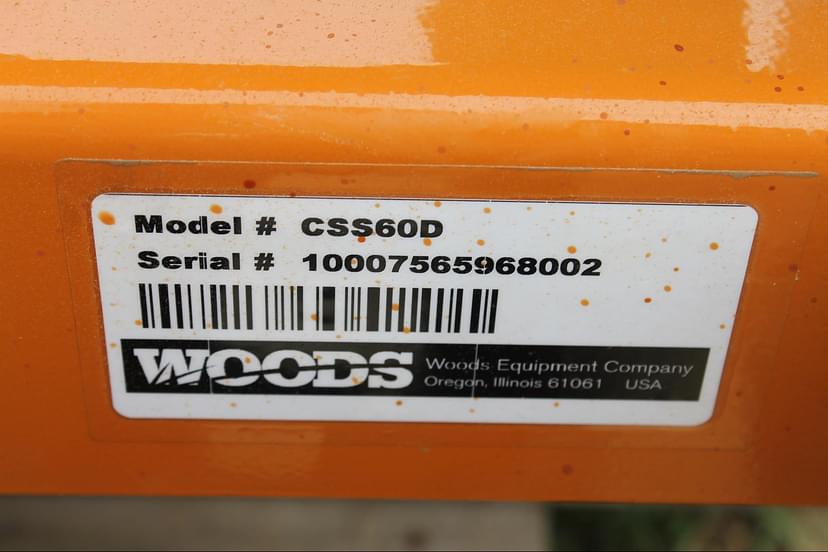 Model # CSS60D
Serial # 10007565968002
WOODS
Woods Equipment Company
Oregon, Illinois 61061 USA